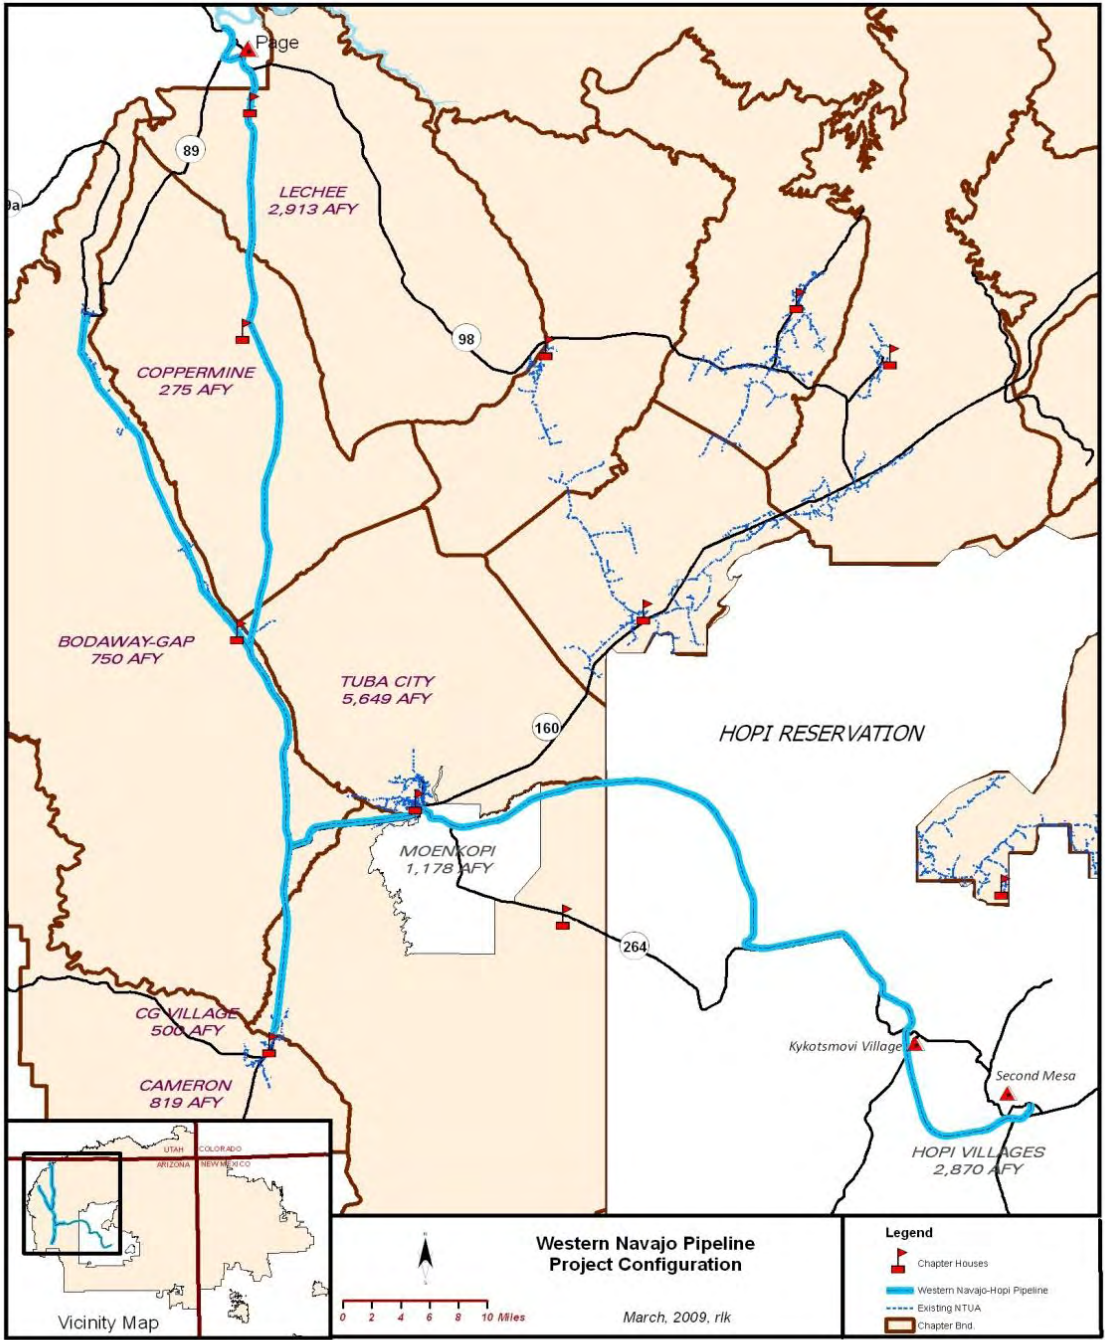 Page
89
9a
LECHEE
2,913 AFY
98
COPPERMINE
275 AFY
BODAWAY-GAP
750 AFY
TUBA CITY
5,649 AFY
160
HOPI RESERVATION
MOENKOPI
1,178 AFY
264
CG VILLAGE
500 AFY
Kykotsmovi Village
Second Mesa
CAMERON
819 AFY
HOPI VILLAGES
2,870 AFY
UTAH
COLORADO
ARIZONA
NEW MEXICO
Vicinity Map
N
Western Navajo Pipeline
Project Configuration
0 2 4 6 8 10 Miles
March, 2009, rlk
Legend
Chapter Houses
Western Navajo-Hopi Pipeline
Existing NTUA
Chapter Bnd.